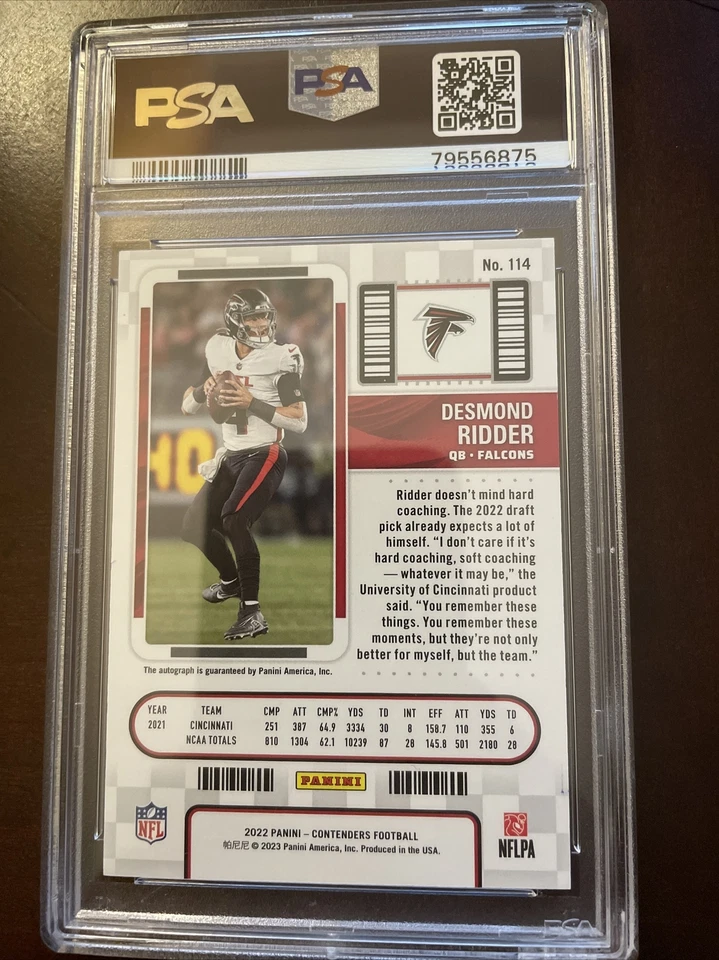 PSA
PSA
79556875
No. 114
DESMOND
RIDDER
QB • FALCONS
Ridder doesn't mind hard
coaching. The 2022 draft
pick already expects a lot of
himself. “I don't care if it's
hard coaching, soft coaching
— whatever it may be,” the
University of Cincinnati product
said. “You remember these
things. You remember these
moments, but they're not only
better for myself, but the team.”
The autograph is guaranteed by Panini America, Inc.
YEAR TEAM CMP ATT CMP% YDS TD INT EFF ATT YDS TD
2021 CINCINNATI 251 387 64.9 3334 30 8 158.7 110 355 6
NCAA TOTALS 810 1304 62.1 10239 87 28 145.8 501 2180 28
PANINI
NFL
2022 PANINI – CONTENDERS FOOTBALL
帕尼尼 © 2023 Panini America, Inc. Produced in the USA.
NFLPA
PSA